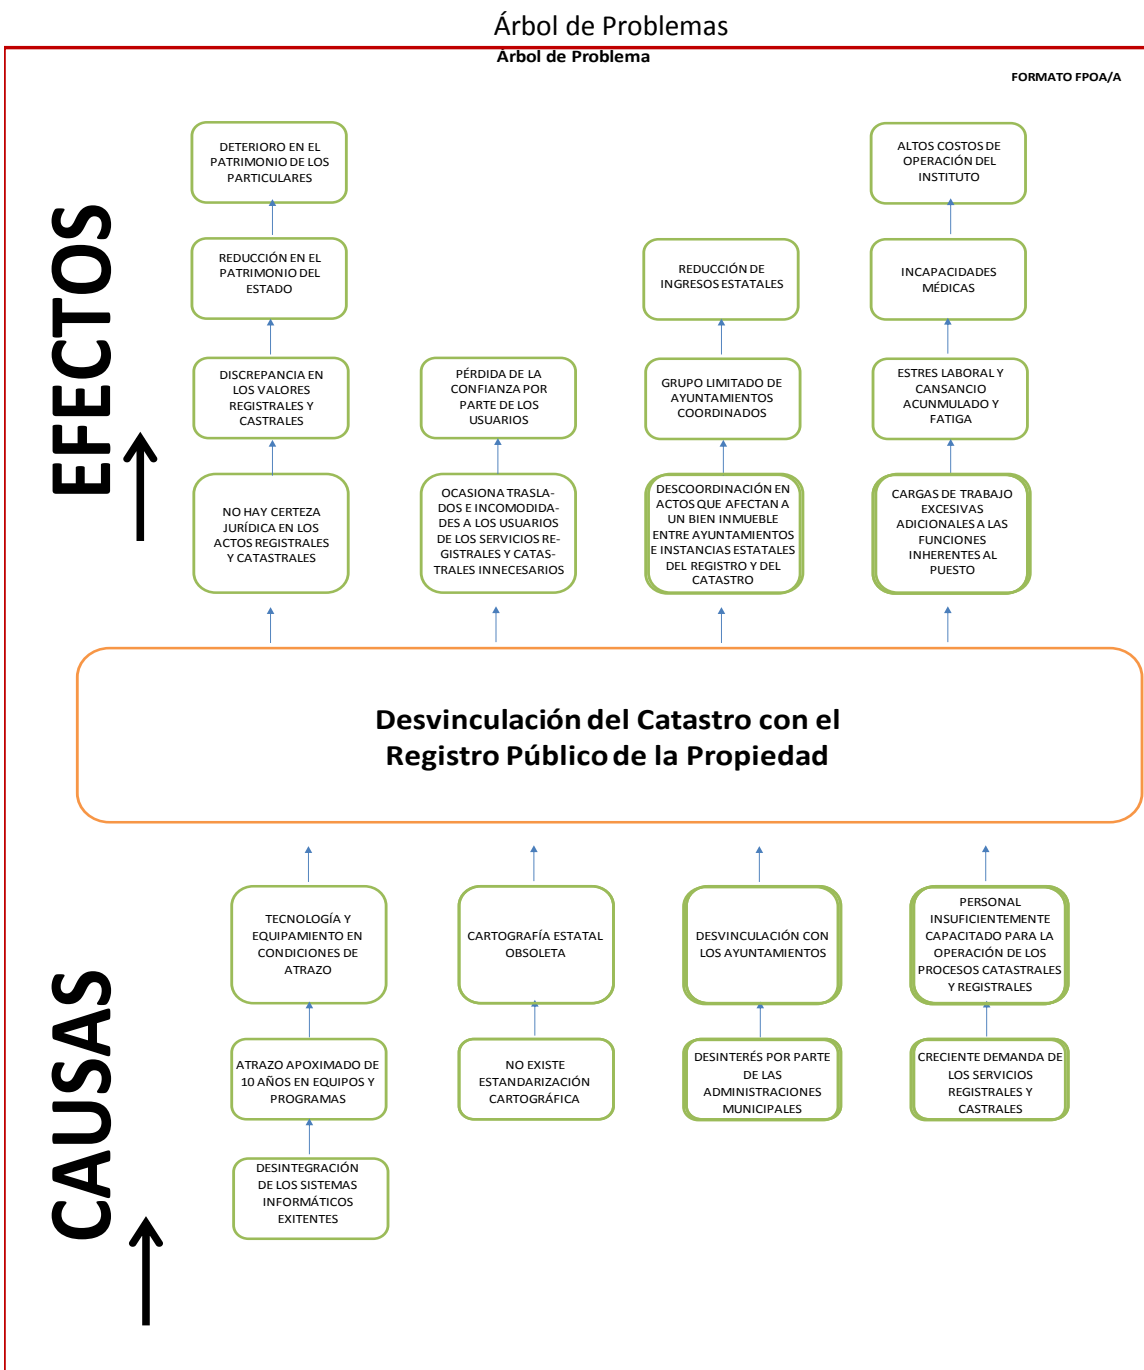 Árbol de Problemas
Árbol de Problema
FORMATO FPOA/A
EFECTOS
DETERIORO EN EL
PATRIMONIO DE LOS
PARTICULARES
ALTOS COSTOS DE
OPERACIÓN DEL
INSTITUTO
REDUCCIÓN EN EL
PATRIMONIO DEL
ESTADO
REDUCCIÓN DE
INGRESOS ESTATALES
INCAPACIDADES
MÉDICAS
DISCREPANCIA EN
LOS VALORES
REGISTRALES Y
CASTRALES
PÉRDIDA DE LA
CONFIANZA POR
PARTE DE LOS
USUARIOS
GRUPO LIMITADO DE
AYUNTAMIENTOS
COORDINADOS
ESTRES LABORAL Y
CANSANCIO
ACUNMULADO Y
FATIGA
NO HAY CERTEZA
JURÍDICA EN LOS
ACTOS REGISTRALES
Y CATASTRALES
OCASIONA TRASLA-
DOS E INCOMODIDA-
DES A LOS USUARIOS
DE LOS SERVICIOS RE-
GISTRALES Y CATAS-
TRALES INNECESARIOS
DESCOORDINACIÓN EN
ACTOS QUE AFECTAN A
UN BIEN INMUEBLE
ENTRE AYUNTAMIENTOS
E INSTANCIAS ESTATALES
DEL REGISTRO Y DEL
CATASTRO
CARGAS DE TRABAJO
EXCESIVAS
ADICIONALES A LAS
FUNCIONES
INHERENTES AL
PUESTO
Desvinculación del Catastro con el
Registro Público de la Propiedad
CAUSAS
TECNOLOGÍA Y
EQUIPAMIENTO EN
CONDICIONES DE
ATRAZO
CARTOGRAFÍA ESTATAL
OBSOLETA
DESVINCULACIÓN CON
LOS AYUNTAMIENTOS
PERSONAL
INSUFICIENTEMENTE
CAPACITADO PARA LA
OPERACIÓN DE LOS
PROCESOS CATASTRALES
Y REGISTRALES
ATRAZO APOXIMADO DE
10 AÑOS EN EQUIPOS Y
PROGRAMAS
NO EXISTE
ESTANDARIZACIÓN
CARTOGRÁFICA
DESINTERÉS POR PARTE
DE LAS
ADMINISTRACIONES
MUNICIPALES
CRECIENTE DEMANDA DE
LOS SERVICIOS
REGISTRALES Y
CASTRALES
DESINTEGRACIÓN
DE LOS SISTEMAS
INFORMÁTICOS
EXITENTES